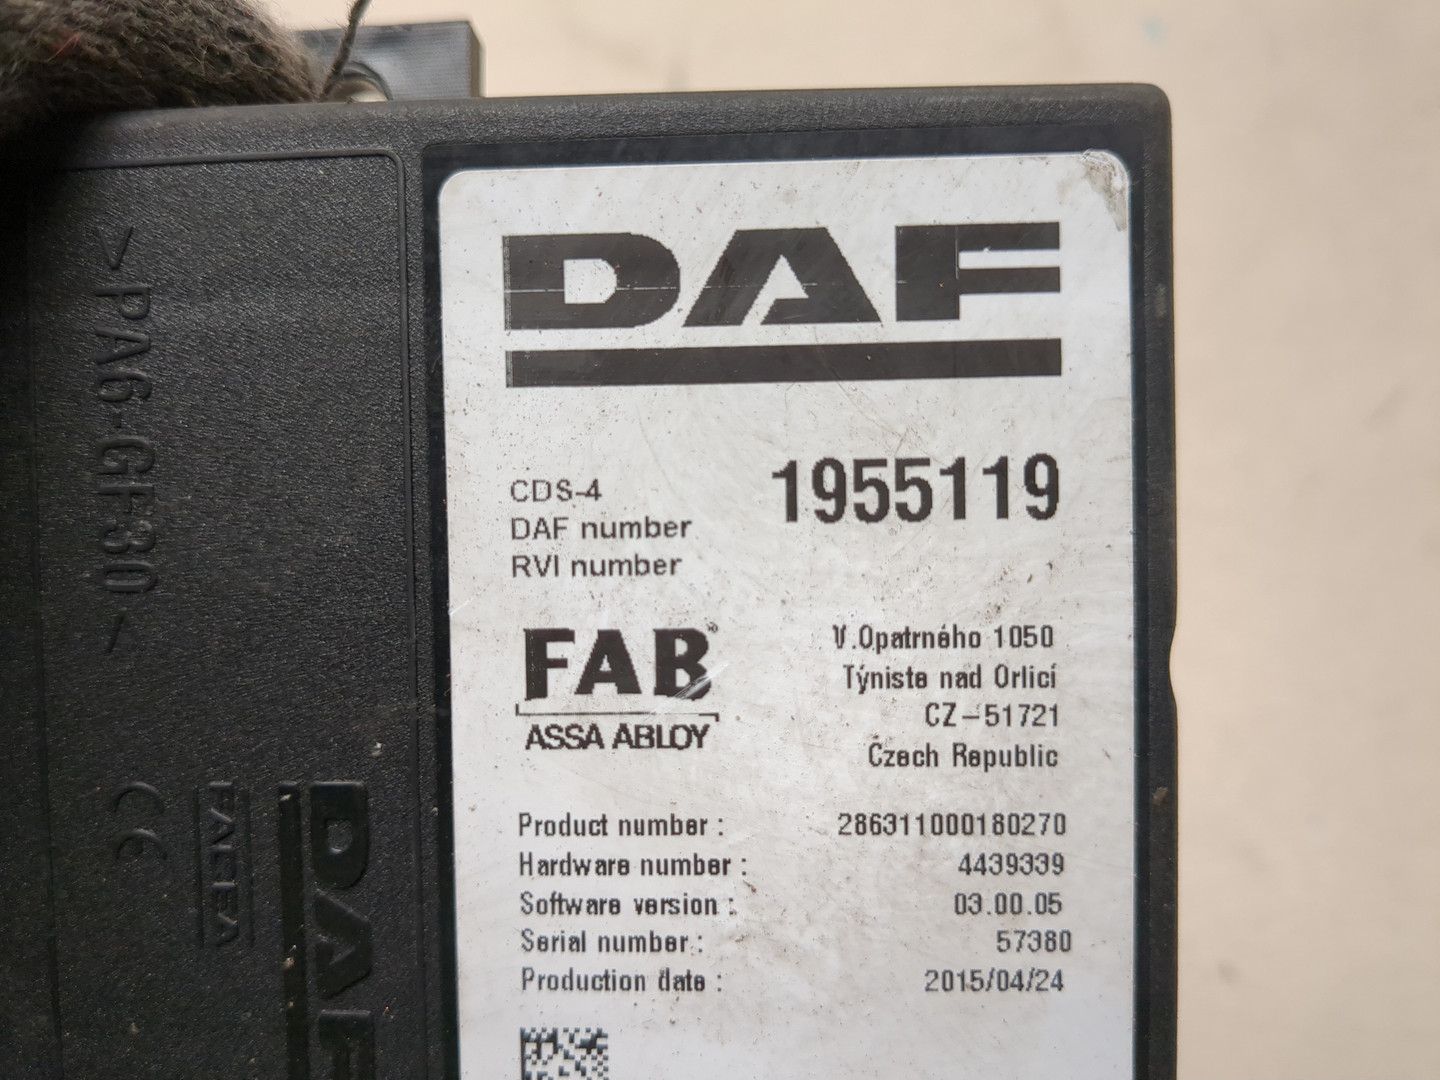 DAF
CDS-4
DAF number
RVI number
1955119
FAB
ASSA ABLOY
V.Opatrného 1050
Týniste nad Orlicí
CZ-51721
Czech Republic
Product number : 286311000180270
Hardware number : 4439339
Software version : 03.00.05
Serial number : 57380
Production date : 2015/04/24
>PA6-GF30<
CE
DAF